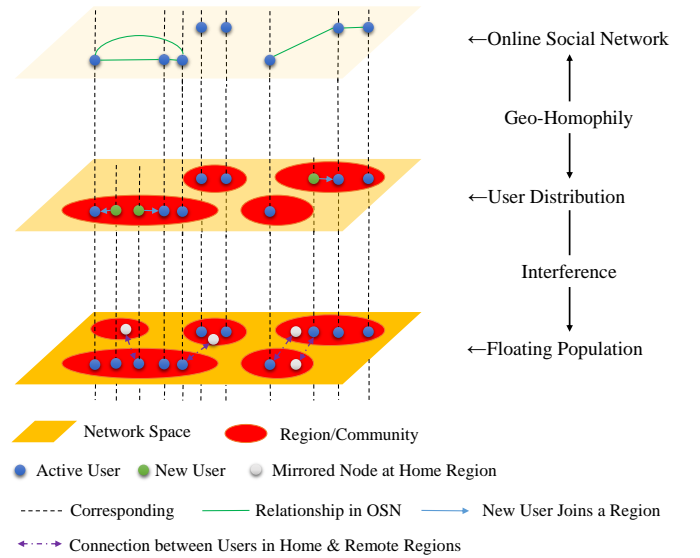 ←Online Social Network
Geo-Homophily
←User Distribution
Interference
←Floating Population
Network Space
Region/Community
Active User
New User
Mirrored Node at Home Region
Corresponding
Relationship in OSN
New User Joins a Region
Connection between Users in Home & Remote Regions